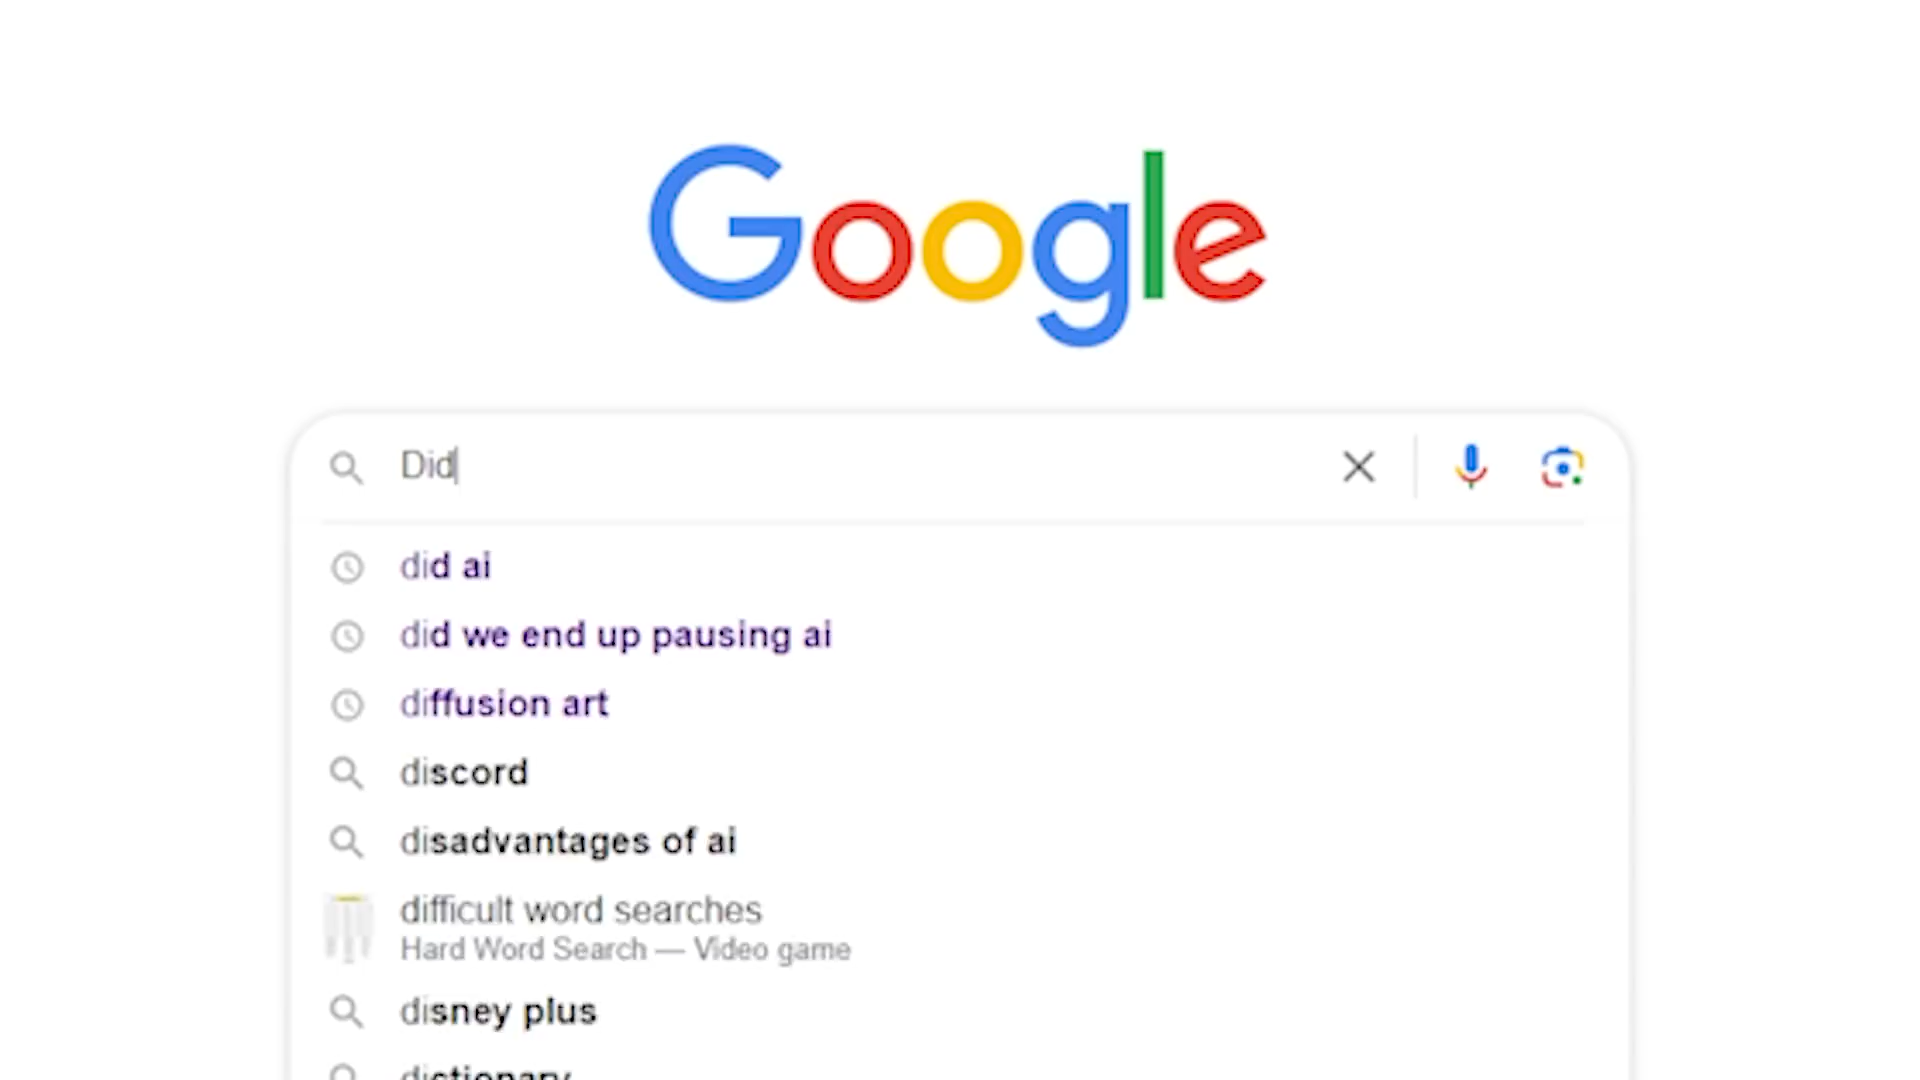 Google
Did
did ai
did we end up pausing ai
diffusion art
discord
disadvantages of ai
difficult word searches
Hard Word Search — Video game
disney plus
dictionary